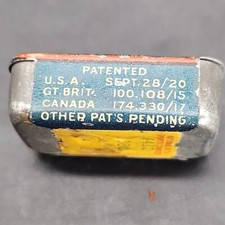 PATENTED
U.S.A. SEPT. 28/20
GT. BRIT. 100.108/15.
CANADA 174.330/17
OTHER PAT'S. PENDING